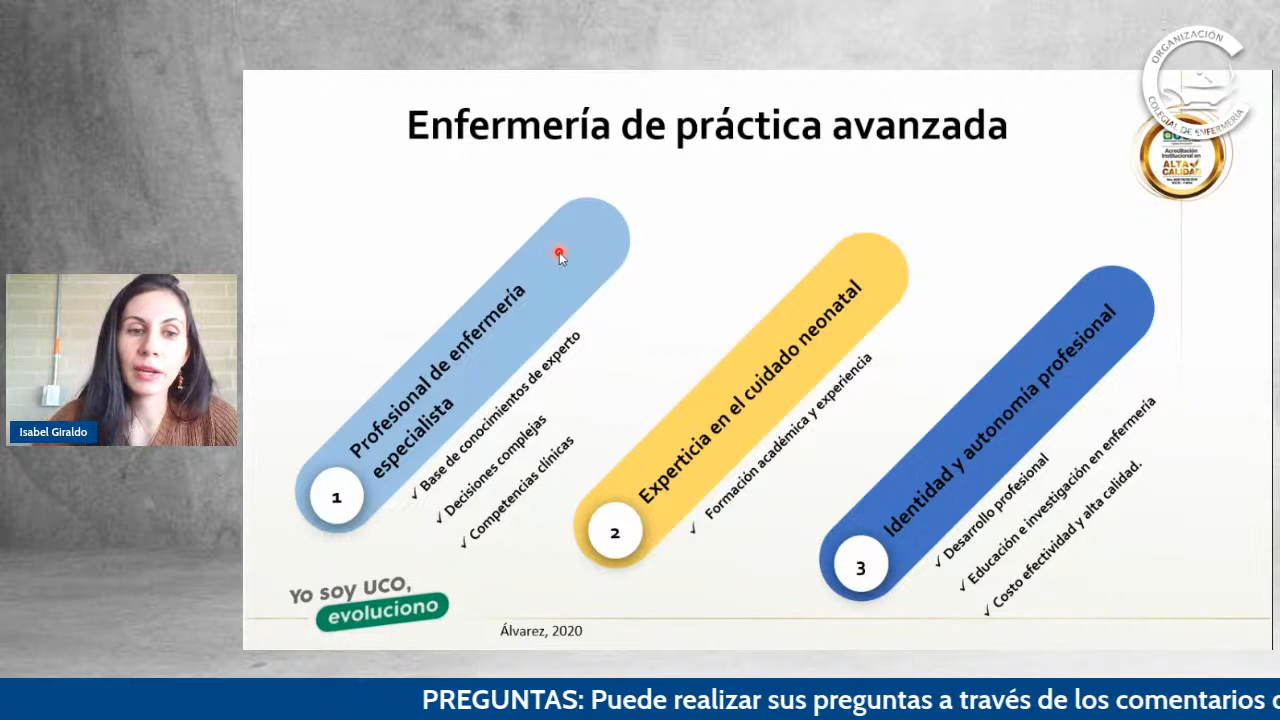 ORGANIZACIÓN
COLEGIAL DE ENFERMERÍA
Enfermería de práctica avanzada
Acreditación
Institucional en
ALTA
CALIDAD
Profesional de enfermería
especialista
✓ Base de conocimientos de experto
✓ Decisiones complejas
✓ Competencias clínicas
1
Experticia en el cuidado neonatal
✓ Formación académica y experiencia
2
Identidad y autonomía profesional
✓ Desarrollo profesional
✓ Educación e investigación en enfermería
✓ Costo efectividad y alta calidad.
3
Isabel Giraldo
Yo soy UCO,
evoluciono
Álvarez, 2020
PREGUNTAS: Puede realizar sus preguntas a través de los comentarios